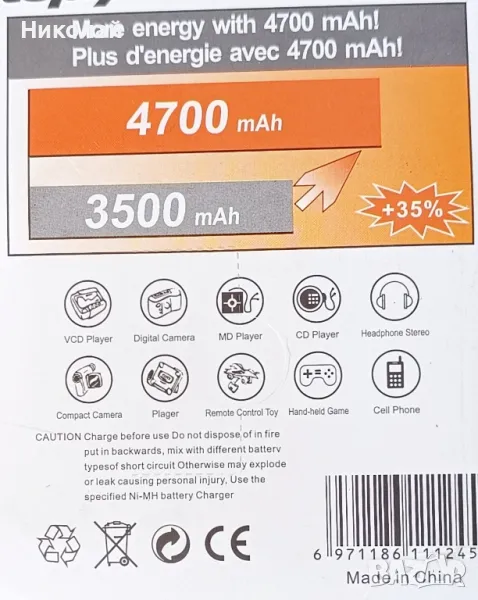 Николай
More energy with 4700 mAh!
Plus d'energie avec 4700 mAh!
4700 mAh
3500 mAh
+35%
VCD Player
Digital Camera
MD Player
CD Player
Headphone Stereo
Compact Camera
Plager
Remote Control Toy
Hand-held Game
Cell Phone
CAUTION Charge before use Do not dispose of in fire
put in backwards, mix with different battery
typesof short circuit Otherwise may explode
or leak causing personal injury, Use the
specified Ni-MH battery Charger
CE
6 971186 111245
Made in China
BAZAR